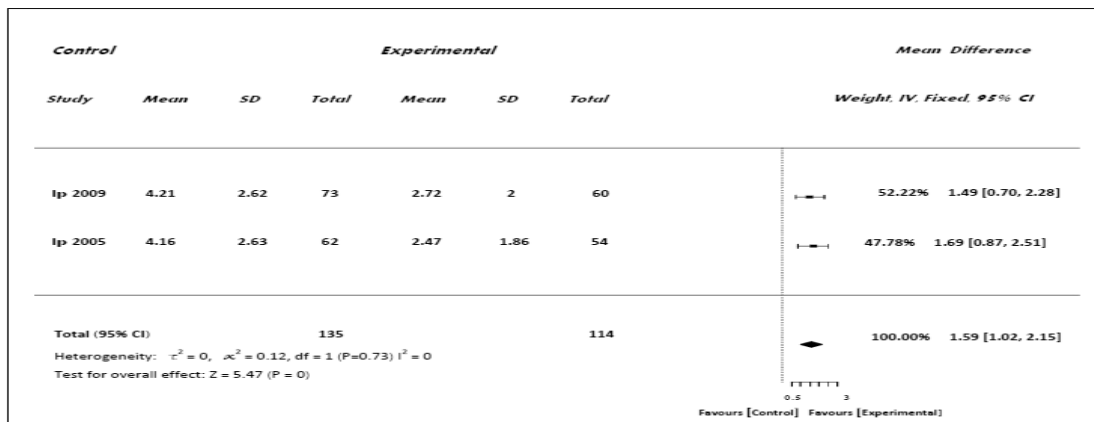 Control Experimental Mean Difference
Study Mean SD Total Mean SD Total Weight, IV, Fixed, 95% CI
Ip 2009 4.21 2.62 73 2.72 2 60 52.22% 1.49 [0.70, 2.28]
Ip 2005 4.16 2.63 62 2.47 1.86 54 47.78% 1.69 [0.87, 2.51]
Total (95% CI) 135 114 100.00% 1.59 [1.02, 2.15]
Heterogeneity: τ² = 0, ϰ² = 0.12, df = 1 (P=0.73) I² = 0
Test for overall effect: Z = 5.47 (P = 0)
0.5 3
Favours [Control] Favours [Experimental]